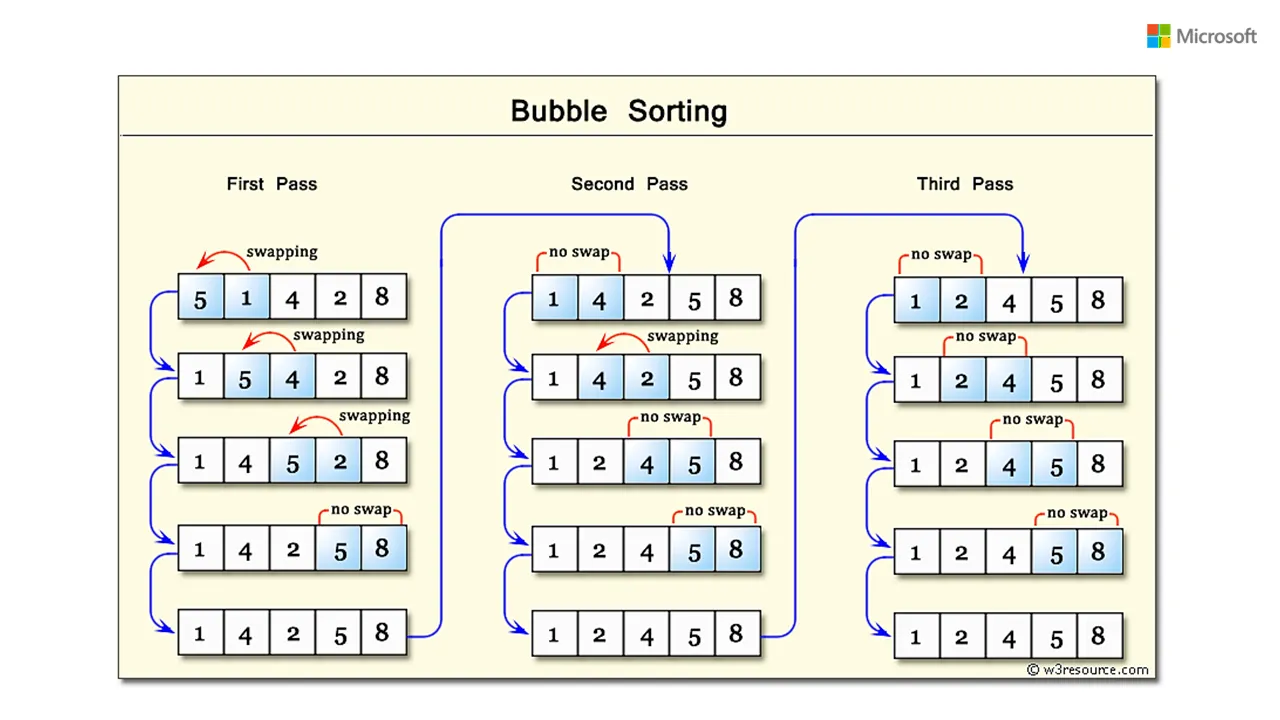 Microsoft
Bubble Sorting
First Pass
swapping
5 1 4 2 8
swapping
1 5 4 2 8
swapping
1 4 5 2 8
no swap
1 4 2 5 8
1 4 2 5 8
Second Pass
no swap
1 4 2 5 8
swapping
1 4 2 5 8
no swap
1 2 4 5 8
no swap
1 2 4 5 8
1 2 4 5 8
Third Pass
no swap
1 2 4 5 8
no swap
1 2 4 5 8
no swap
1 2 4 5 8
no swap
1 2 4 5 8
1 2 4 5 8
© w3resource.com